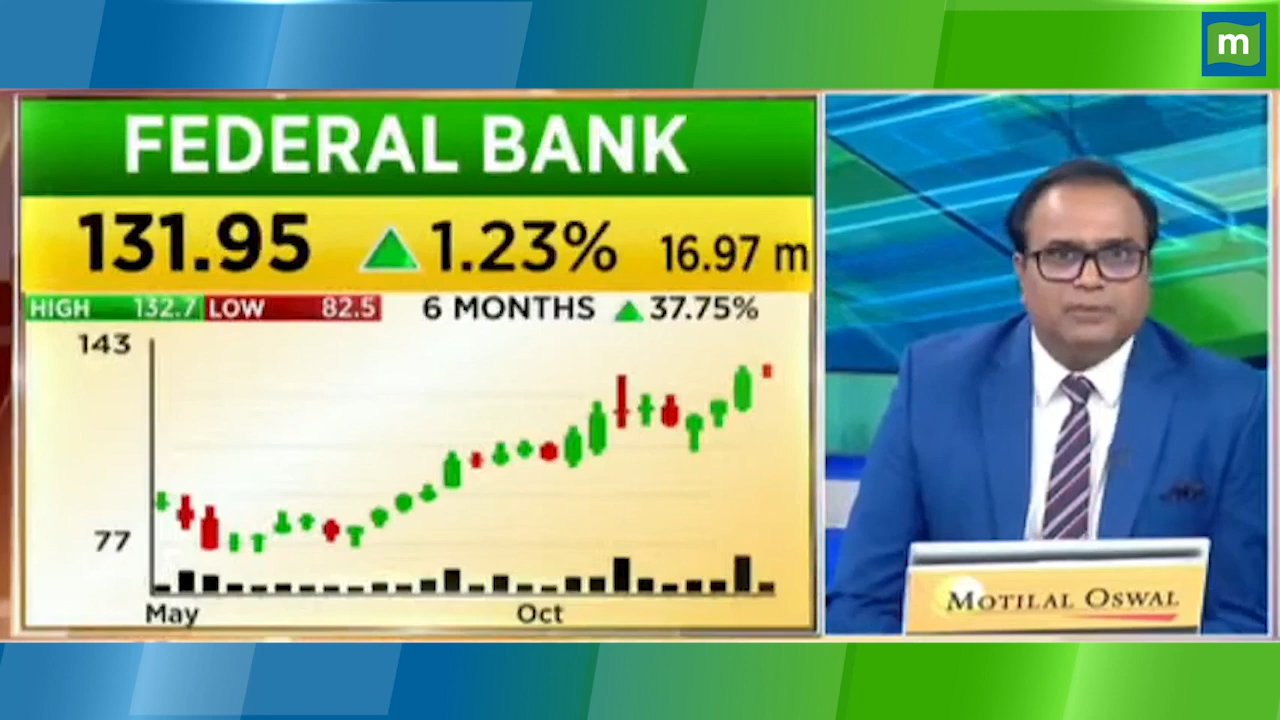 m
FEDERAL BANK
131.95 ▲ 1.23% 16.97 m
HIGH 132.7 LOW 82.5 6 MONTHS ▲ 37.75%
143
77
May Oct
MOTILAL OSWAL